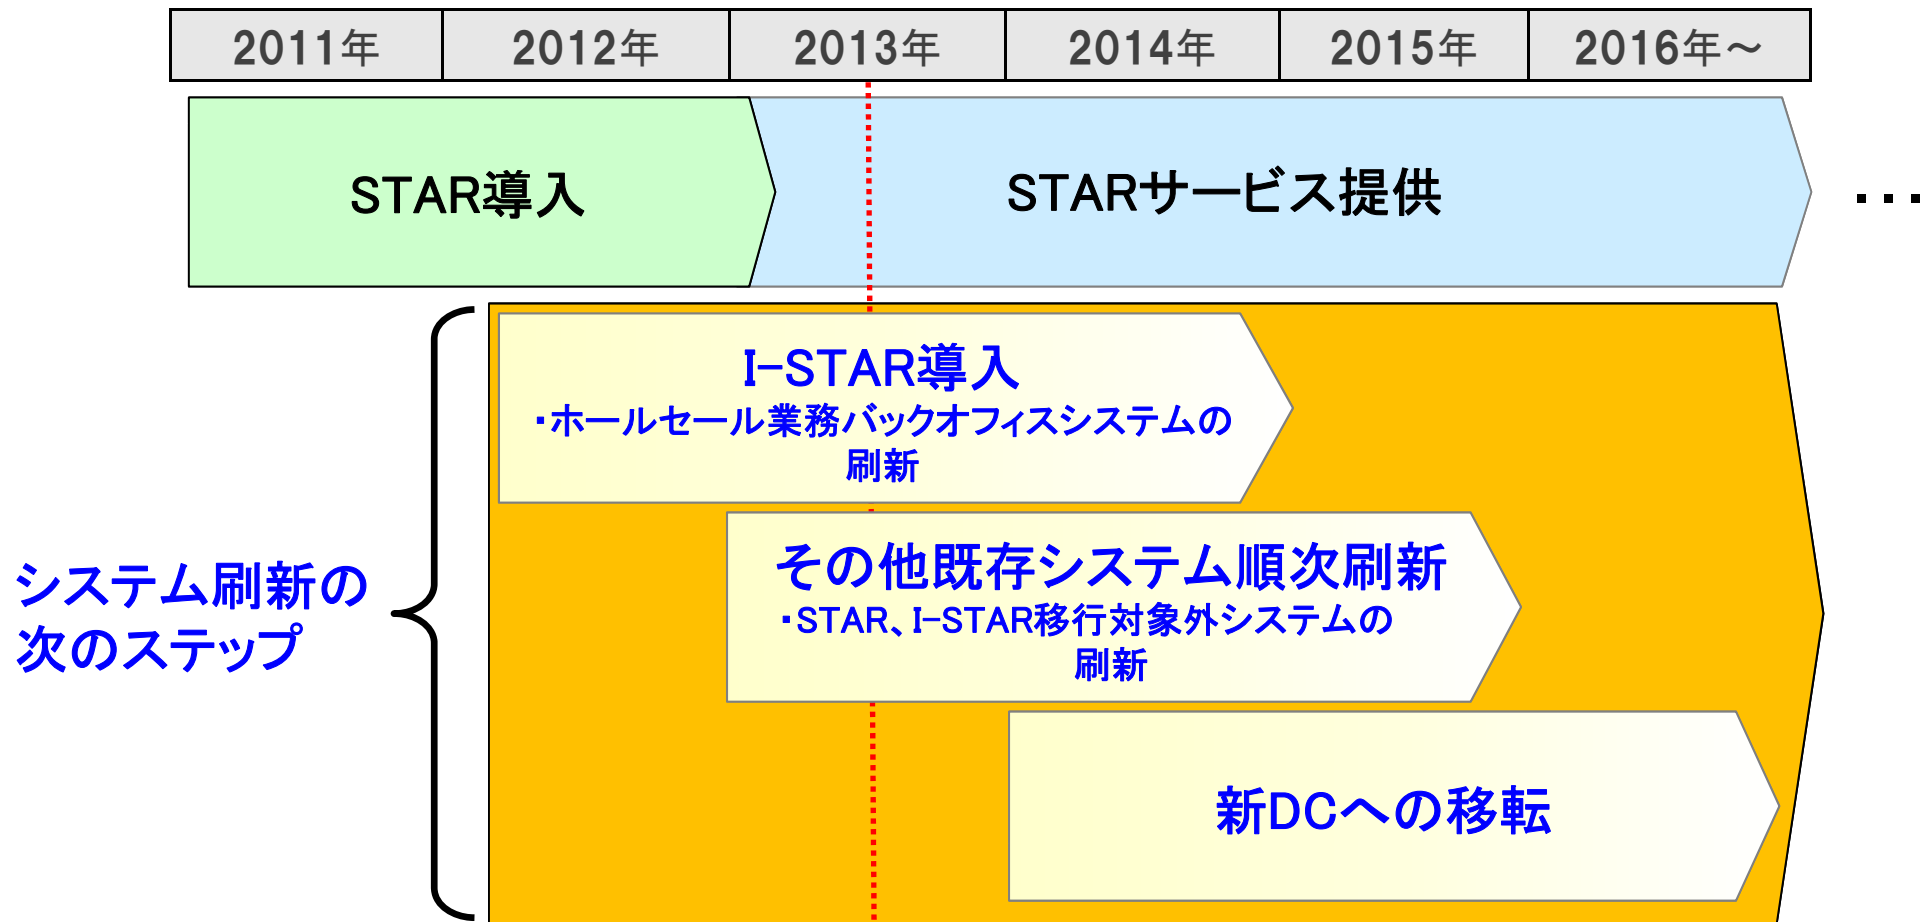 2011年 2012年 2013年 2014年 2015年 2016年～
STAR導入
STARサービス提供
･･･
I-STAR導入
・ホールセール業務バックオフィスシステムの
刷新
その他既存システム順次刷新
・STAR、I-STAR移行対象外システムの
刷新
システム刷新の
次のステップ
新DCへの移転